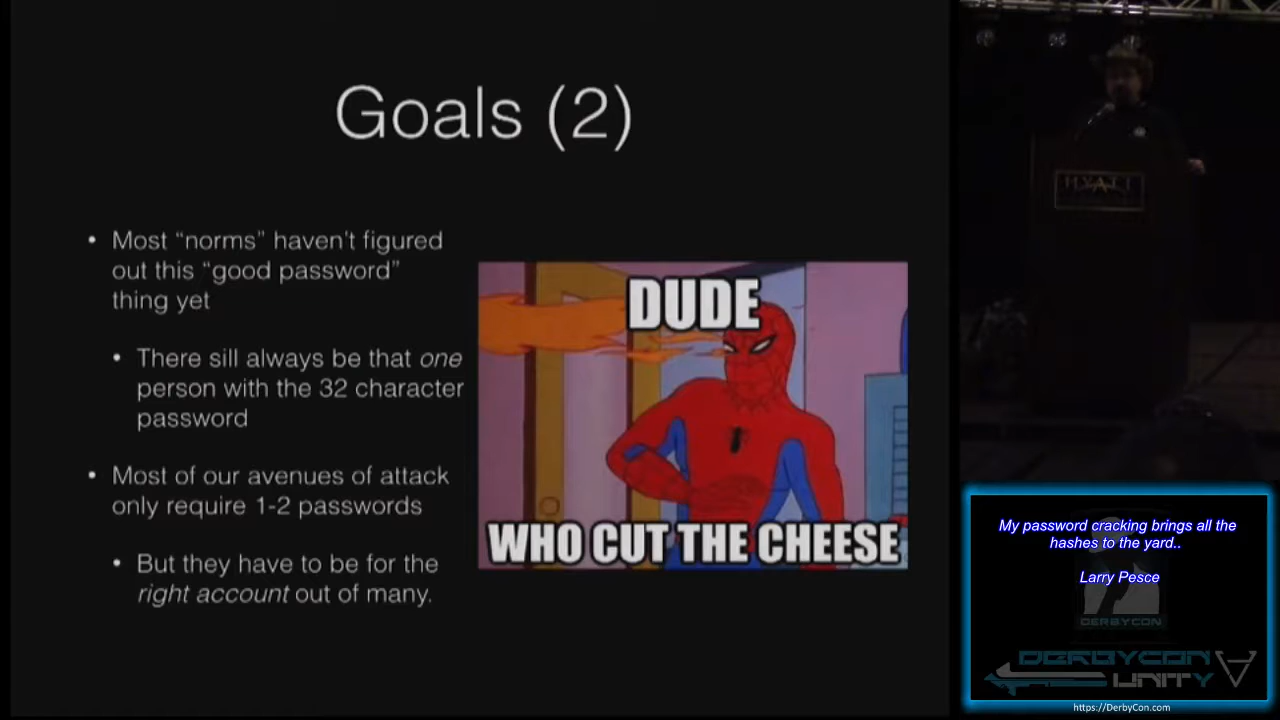 Goals (2)
• Most “norms” haven't figured
out this “good password”
thing yet
• There sill always be that one
person with the 32 character
password
• Most of our avenues of attack
only require 1-2 passwords
• But they have to be for the
right account out of many.
DUDE
WHO CUT THE CHEESE
HYATT
My password cracking brings all the
hashes to the yard..
Larry Pesce
DERBYCON
DERBYCON
UNITY
https://DerbyCon.com